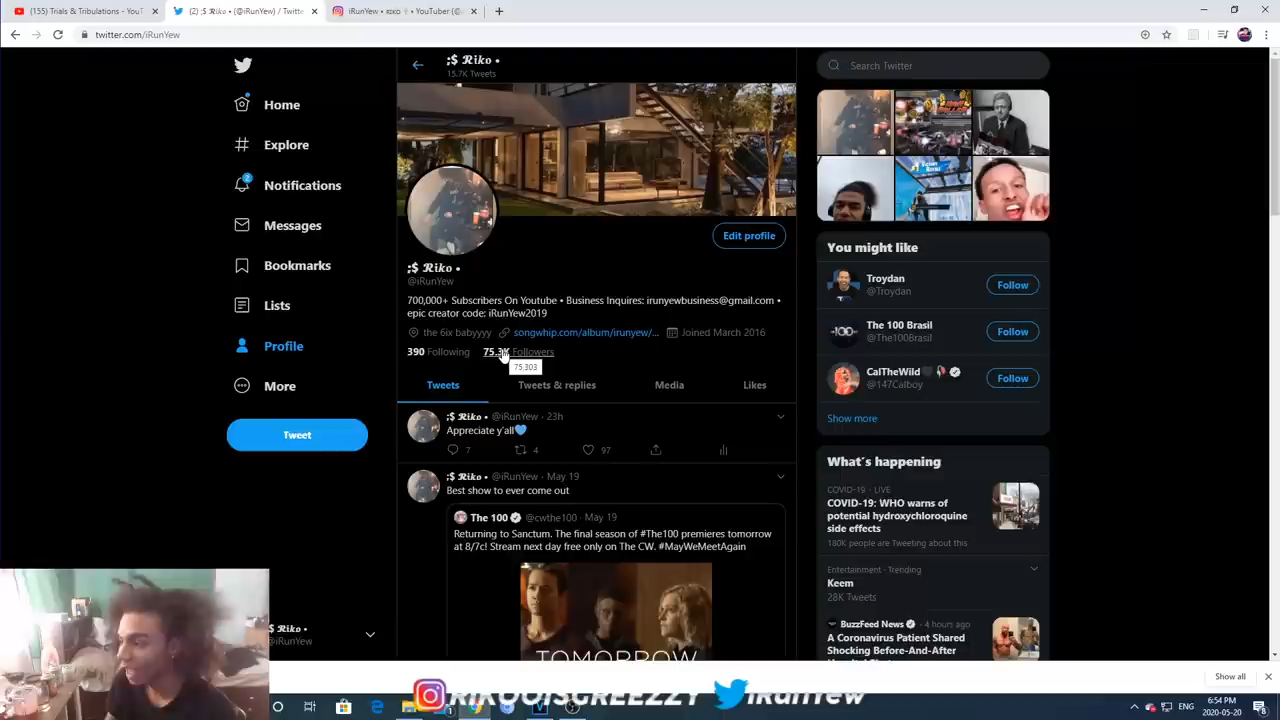 (155) Trials & Tribulations - YouT
(2) ;$ 𝕽𝖎𝖐𝖔 • (@iRunYew) / Twitte
iRunYew • YouTuber (@
twitter.com/iRunYew
;$ 𝕽𝖎𝖐𝖔 •
15.7K Tweets
Search Twitter
Home
Explore
2
Notifications
Messages
Bookmarks
Lists
Profile
More
Tweet
Edit profile
;$ 𝕽𝖎𝖐𝖔 •
@iRunYew
700,000+ Subscribers On Youtube • Business Inquires: irunyewbusiness@gmail.com •
epic creator code: iRunYew2019
the 6ix babyyyy songwhip.com/album/irunyew/... Joined March 2016
390 Following 75.3K Followers
75,303
Tweets Tweets & replies Media Likes
;$ 𝕽𝖎𝖐𝖔 • @iRunYew · 23h
Appreciate y'all💙
7 4 97
;$ 𝕽𝖎𝖐𝖔 • @iRunYew · May 19
Best show to ever come out
The 100 @cwthe100 · May 19
Returning to Sanctum. The final season of #The100 premieres tomorrow
at 8/7c! Stream next day free only on The CW. #MayWeMeetAgain
TOMORROW
You might like
Troydan
@Troydan
Follow
The 100 Brasil
@The100Brasil
Follow
CalTheWild
@147Calboy
Follow
Show more
What's happening
COVID-19 · LIVE
COVID-19: WHO warns of
potential hydroxychloroquine
side effects
180K people are Tweeting about this
Entertainment · Trending
Keem
28K Tweets
BuzzFeed News · 4 hours ago
A Coronavirus Patient Shared
Shocking Before-And-After
;$ 𝕽𝖎𝖐𝖔 •
@iRunYew
Show all
iRunYew
ENG
6:54 PM
2020-05-20
8